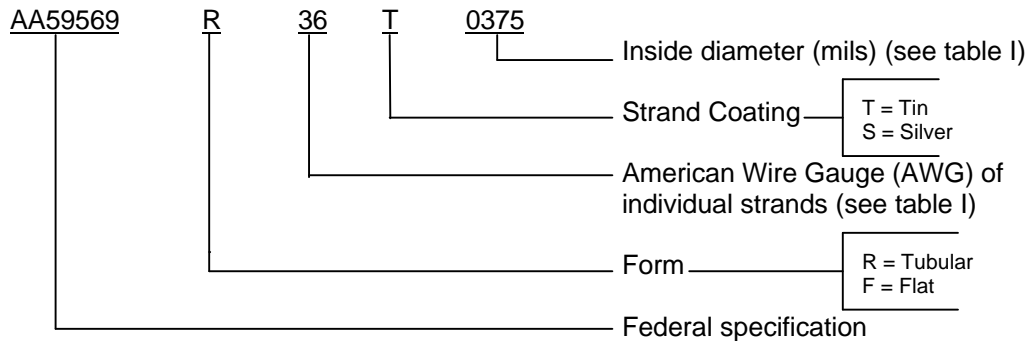 AA59569 R 36 T 0375
Inside diameter (mils) (see table I)
Strand Coating
T = Tin
S = Silver
American Wire Gauge (AWG) of
individual strands (see table I)
Form
R = Tubular
F = Flat
Federal specification